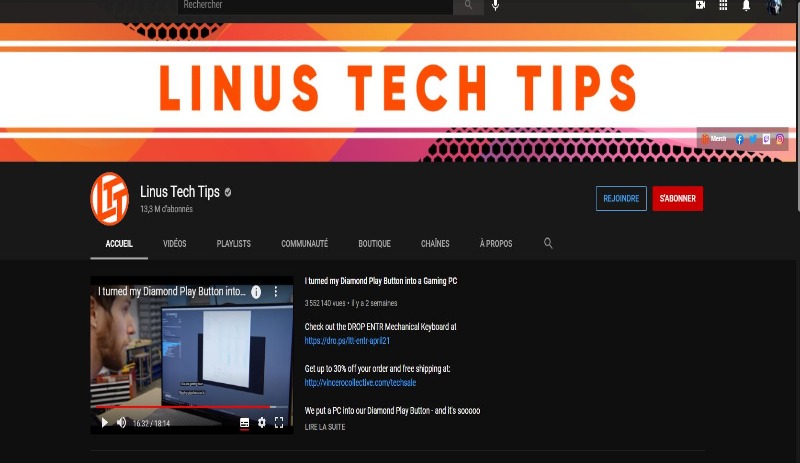 Rechercher
LINUS TECH TIPS
Merch
LTT
Linus Tech Tips
13,3 M d'abonnés
REJOINDRE
S'ABONNER
ACCUEIL
VIDÉOS
PLAYLISTS
COMMUNAUTÉ
BOUTIQUE
CHAÎNES
À PROPOS
I turned my Diamond Play Button into...
16:32 / 18:14
I turned my Diamond Play Button into a Gaming PC
3 552 140 vues • il y a 2 semaines
Check out the DROP ENTR Mechanical Keyboard at
https://dro.ps/ltt-entr-april21
Get up to 30% off your order and free shipping at:
http://vincerocollective.com/techsale
We put a PC into our Diamond Play Button - and it's sooooo
LIRE LA SUITE